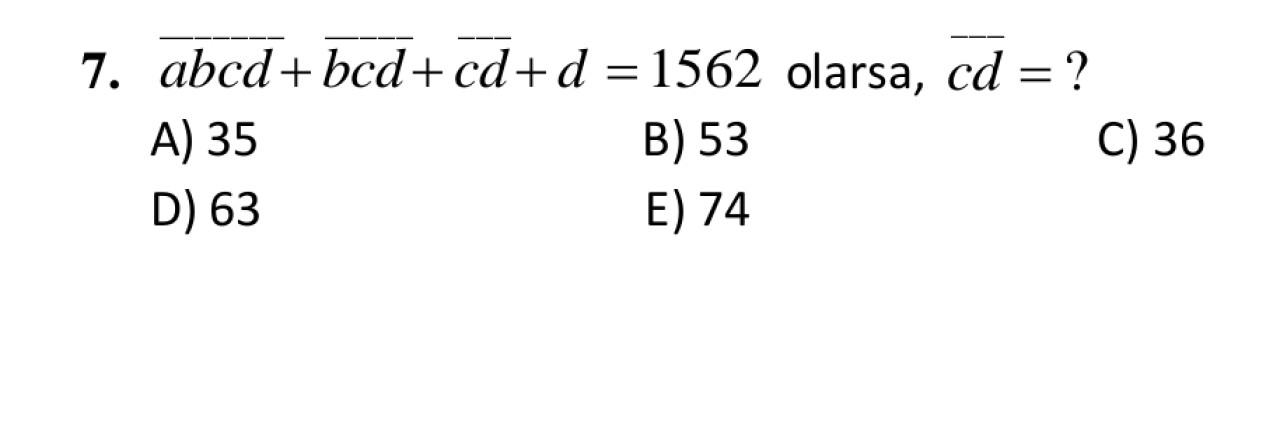 7. abcd + bcd + cd + d = 1562 olarsa, cd = ?
A) 35 B) 53 C) 36
D) 63 E) 74